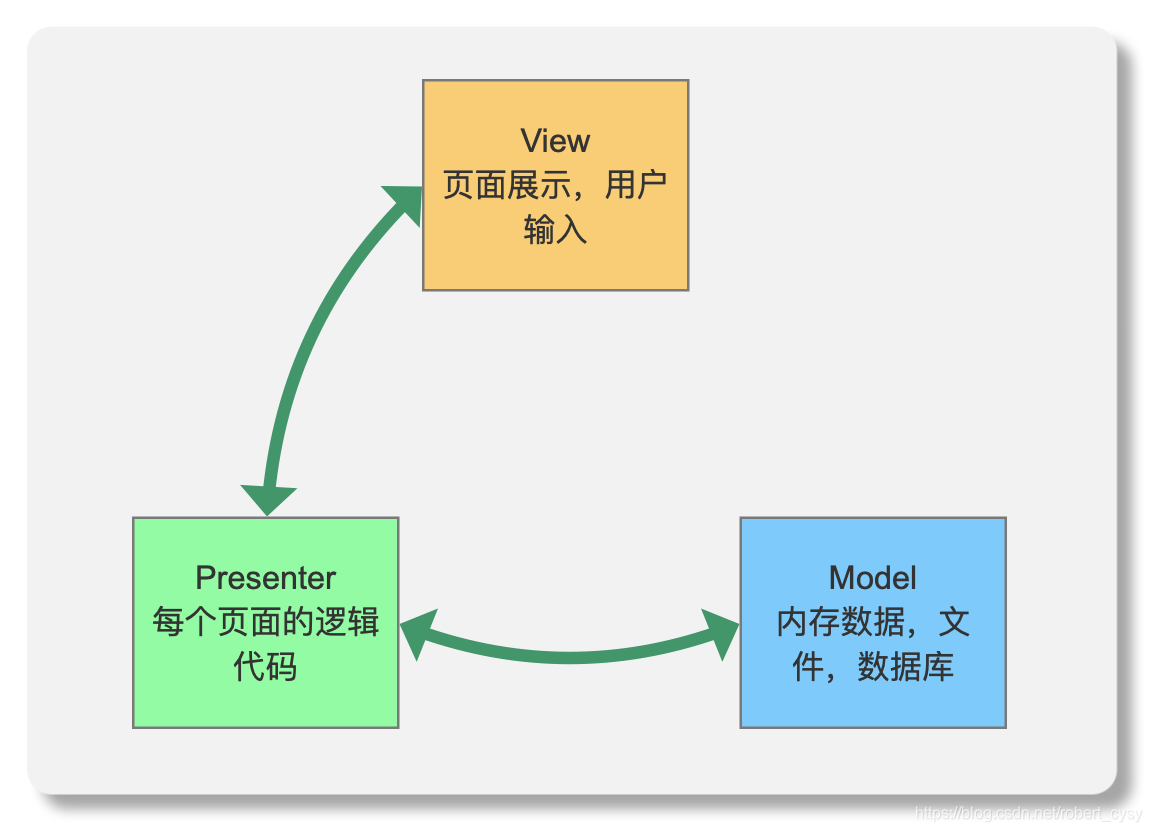 View
页面展示，用户
输入
Presenter
每个页面的逻辑
代码
Model
内存数据，文
件，数据库
https://blog.csdn.net/robert_cysy